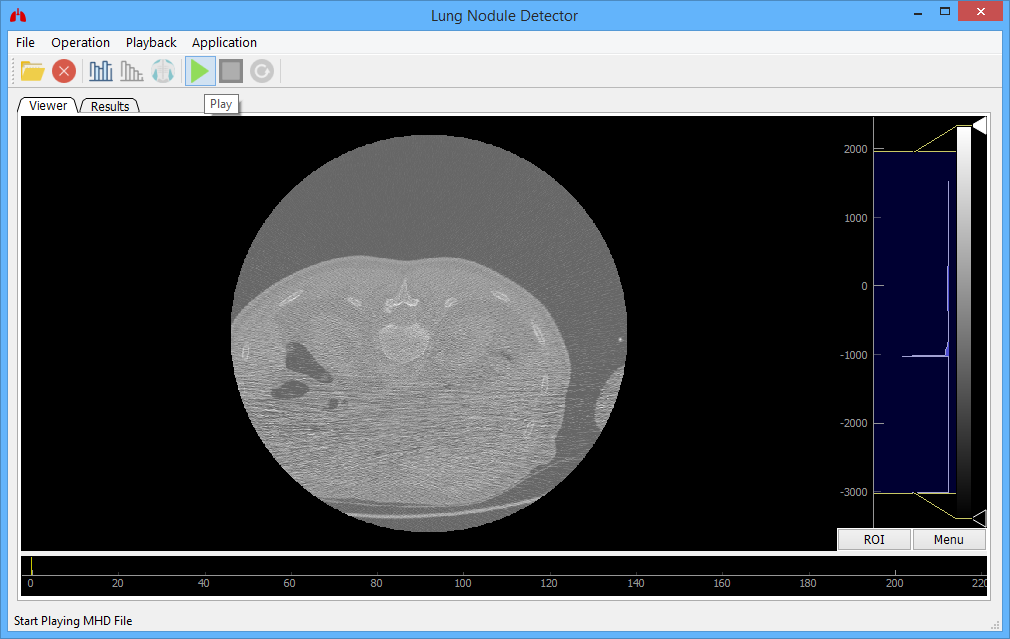 Lung Nodule Detector
File Operation Playback Application
Viewer Results Play
2000
1000
0
-1000
-2000
-3000
ROI Menu
0 20 40 60 80 100 120 140 160 180 200 220
Start Playing MHD File